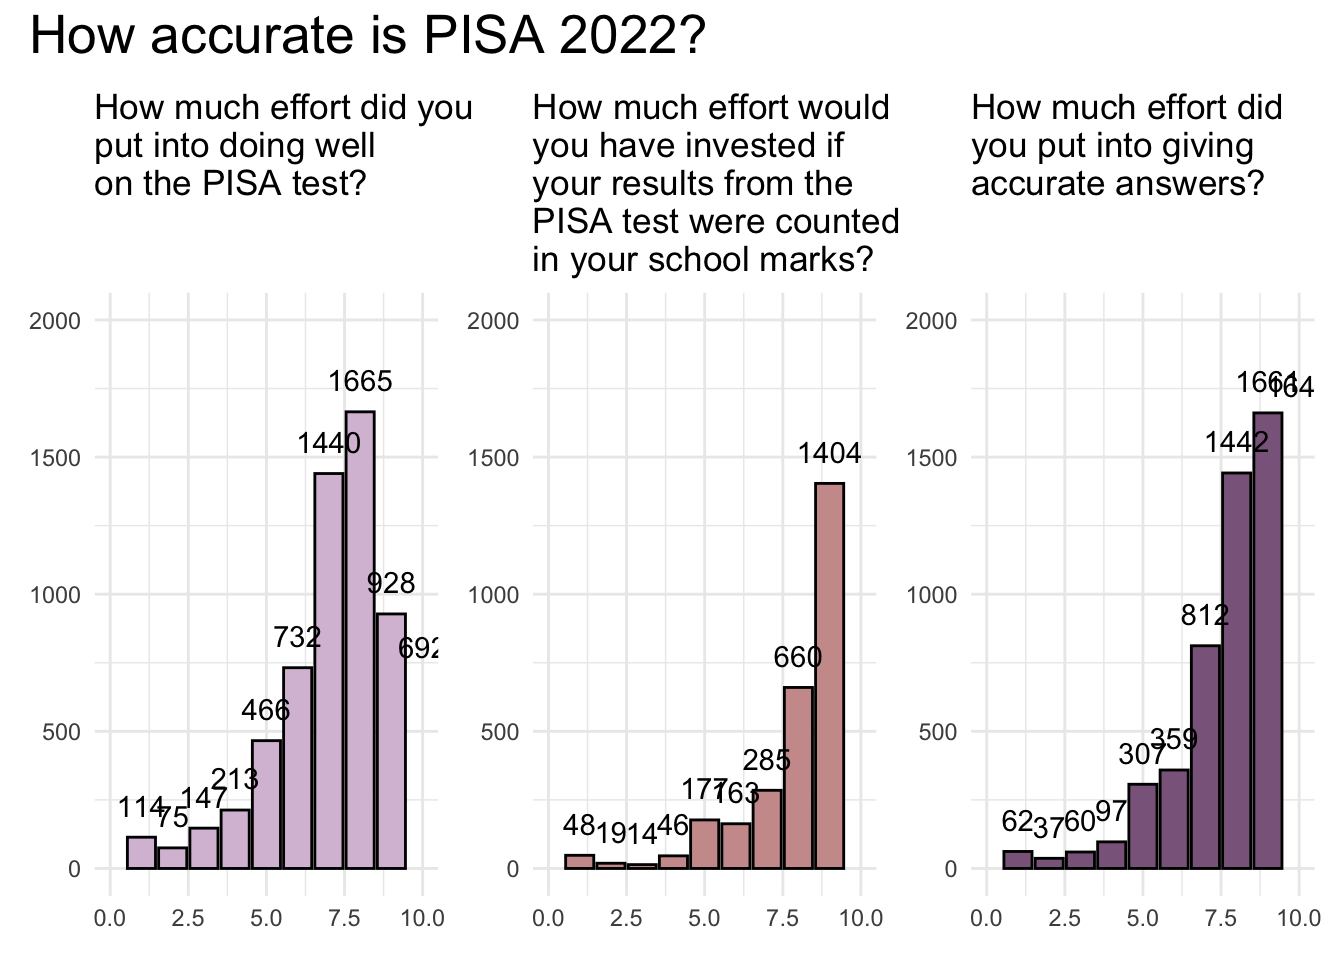 How accurate is PISA 2022?
How much effort did you
put into doing well
on the PISA test?
How much effort would
you have invested if
your results from the
PISA test were counted
in your school marks?
How much effort did
you put into giving
accurate answers?
2000
1500
1000
500
0
114
75
147
213
466
732
1440
1665
928
692
0.0 2.5 5.0 7.5 10.0
2000
1500
1000
500
0
48
19
14
46
177
163
285
660
1404
0.0 2.5 5.0 7.5 10.0
2000
1500
1000
500
0
62
37
60
97
307
359
812
1442
1661
0.0 2.5 5.0 7.5 10.0